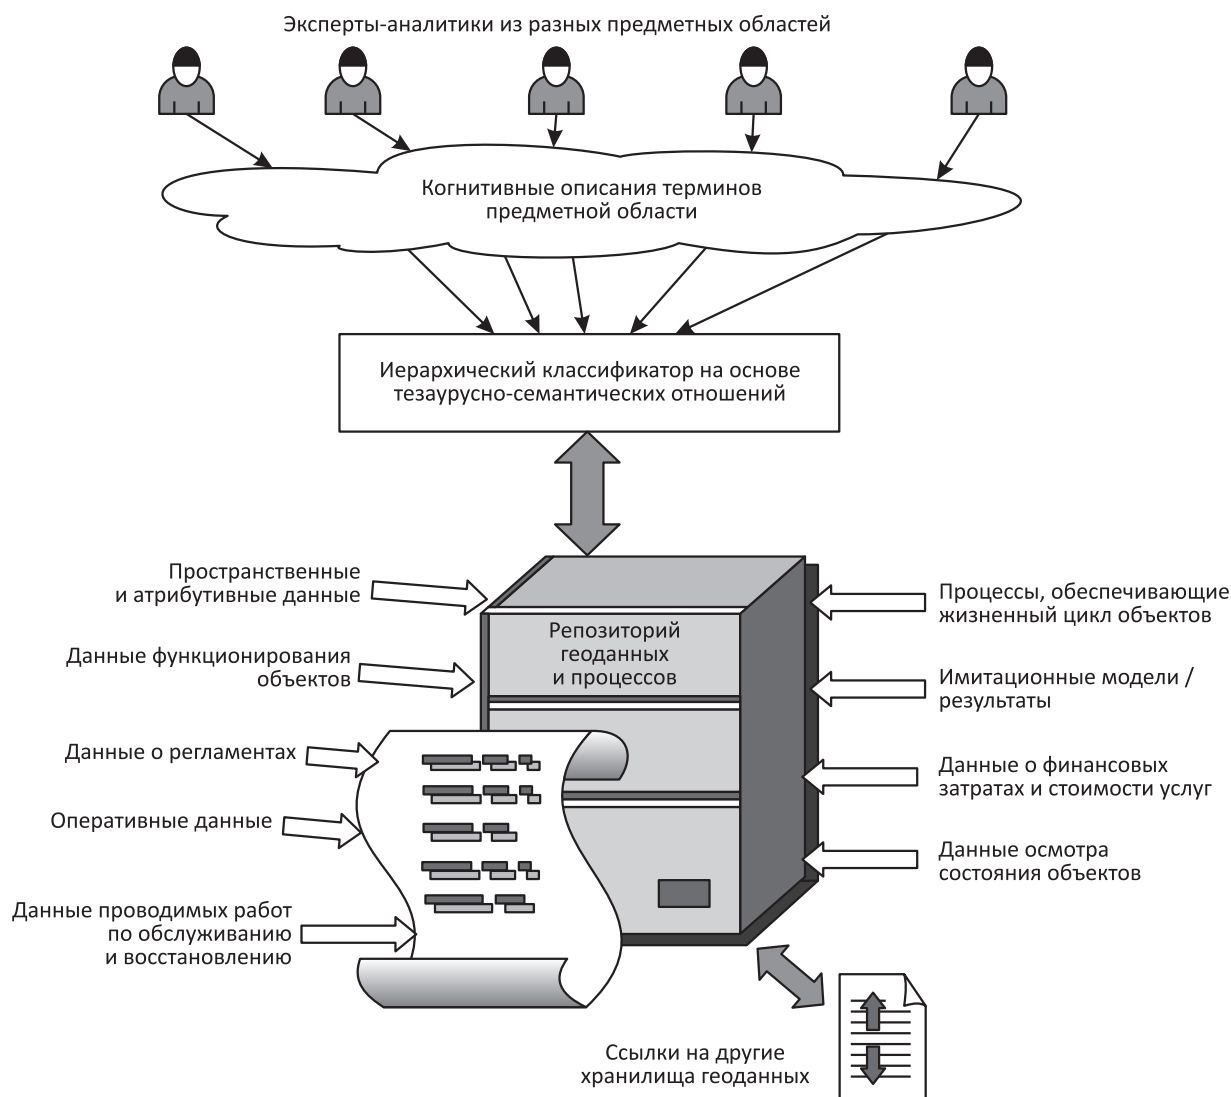 Эксперты-аналитики из разных предметных областей
Когнитивные описания терминов
предметной области
Иерархический классификатор на основе
тезаурусно-семантических отношений
Пространственные
и атрибутивные данные
Данные функционирования
объектов
Данные о регламентах
Оперативные данные
Данные проводимых работ
по обслуживанию
и восстановлению
Репозиторий
геоданных
и процессов
Процессы, обеспечивающие
жизненный цикл объектов
Имитационные модели /
результаты
Данные о финансовых
затратах и стоимости услуг
Данные осмотра
состояния объектов
Ссылки на другие
хранилища геоданных